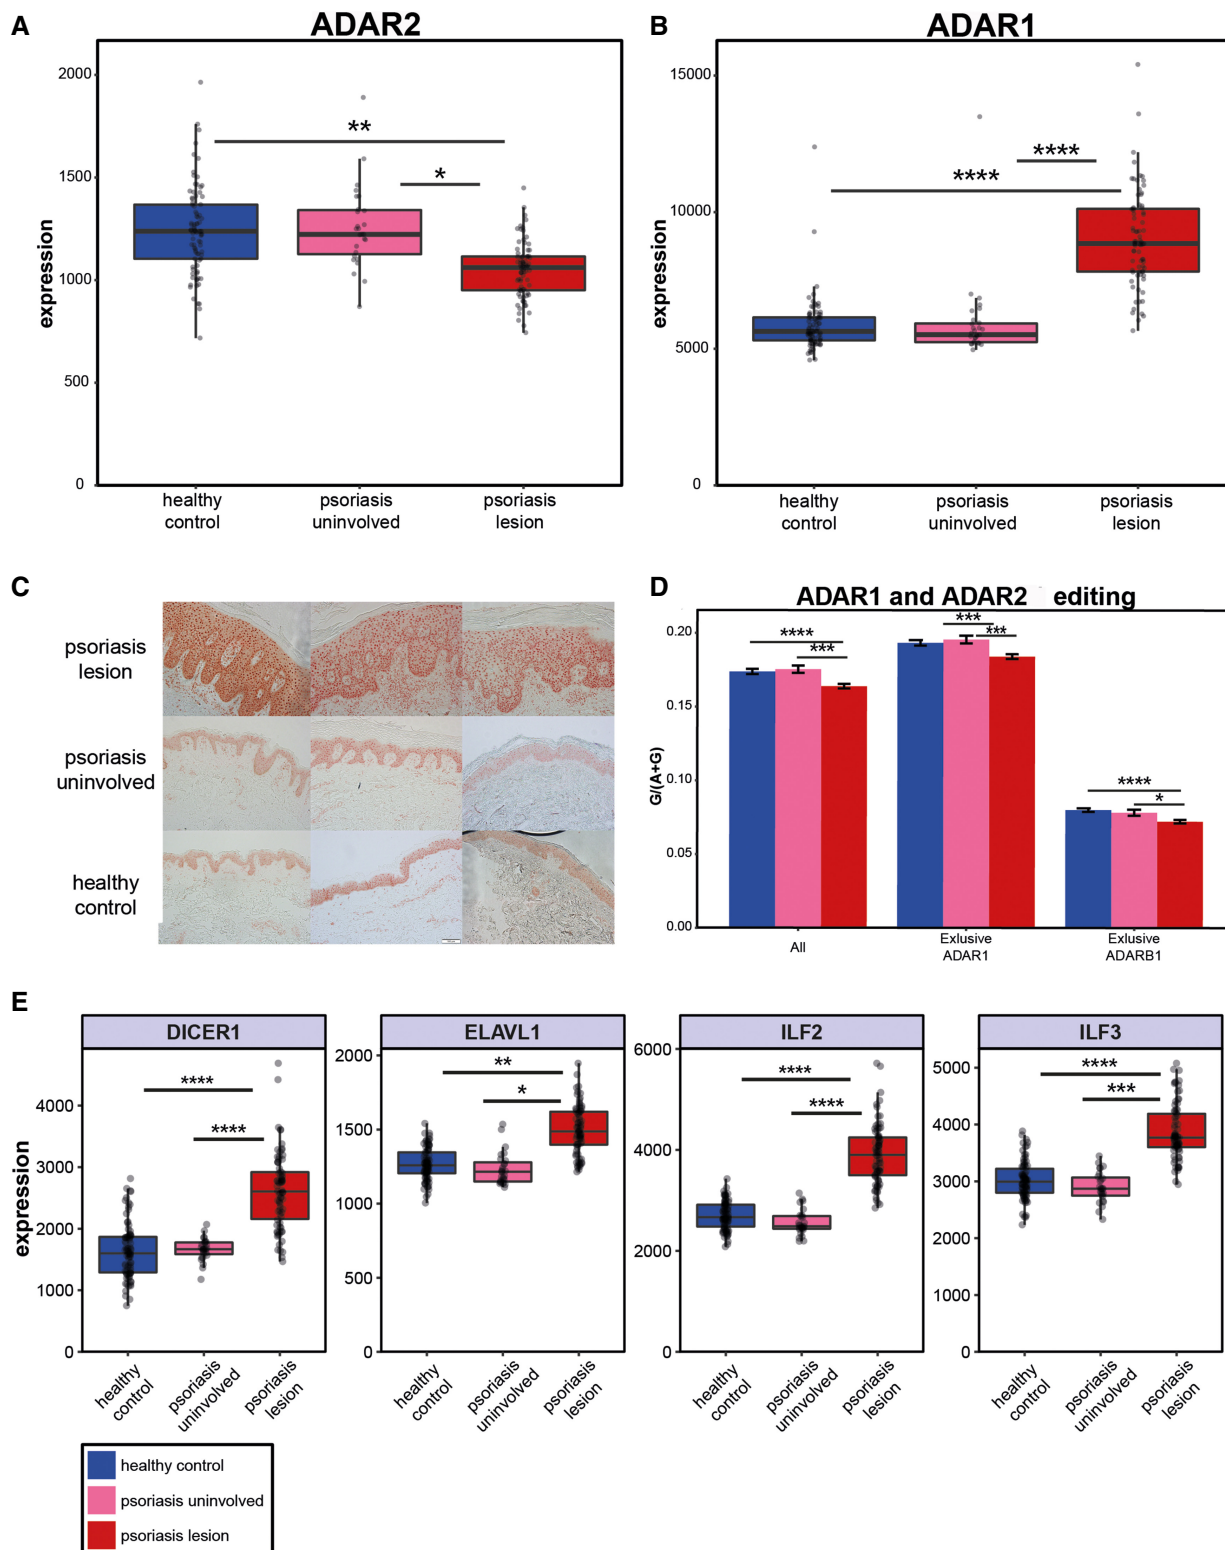 A
ADAR2
2000
1500
1000
500
0
expression
**
*
healthy
control
psoriasis
uninvolved
psoriasis
lesion
B
ADAR1
15000
10000
5000
0
expression
****
****
healthy
control
psoriasis
uninvolved
psoriasis
lesion
C
psoriasis
lesion
psoriasis
uninvolved
healthy
control
D
ADAR1 and ADAR2 editing
0.20
0.15
0.10
0.05
0.00
G/(A+G)
****
***
***
***
****
*
All
Exlusive
ADAR1
Exlusive
ADARB1
E
DICER1
4000
3000
2000
1000
0
expression
****
****
healthy
control
psoriasis
uninvolved
psoriasis
lesion
ELAVL1
2000
1500
1000
500
0
**
*
healthy
control
psoriasis
uninvolved
psoriasis
lesion
ILF2
6000
4000
2000
0
****
****
healthy
control
psoriasis
uninvolved
psoriasis
lesion
ILF3
5000
4000
3000
2000
1000
0
****
***
healthy
control
psoriasis
uninvolved
psoriasis
lesion
healthy control
psoriasis uninvolved
psoriasis lesion